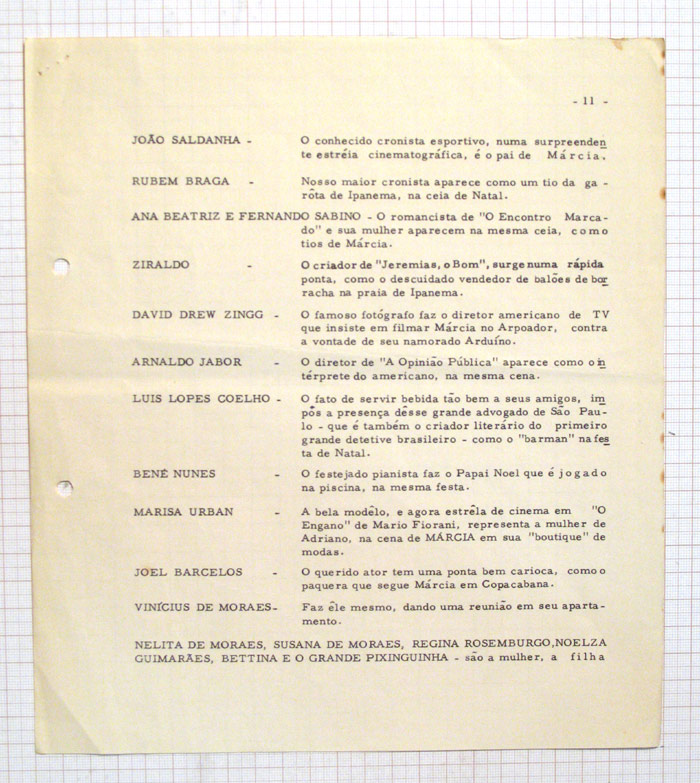 - 11 -
JOÃO SALDANHA - O conhecido cronista esportivo, numa surpreenden
te estréia cinematográfica, é o pai de Márcia.
RUBEM BRAGA - Nosso maior cronista aparece como um tio da ga -
rôta de Ipanema, na ceia de Natal.
ANA BEATRIZ E FERNANDO SABINO - O romancista de "O Encontro Marca-
do" e sua mulher aparecem na mesma ceia, como
tios de Márcia.
ZIRALDO - O criador de "Jeremias, o Bom", surge numa rápida
ponta, como o descuidado vendedor de balões de bor
racha na praia de Ipanema.
DAVID DREW ZINGG - O famoso fotógrafo faz o diretor americano de TV
que insiste em filmar Márcia no Arpoador, contra
a vontade de seu namorado Arduíno.
ARNALDO JABOR - O diretor de "A Opinião Pública" aparece como o in
térprete do americano, na mesma cena.
LUIS LOPES COELHO - O fato de servir bebida tão bem a seus amigos, im
pôs a presença dêsse grande advogado de São Pau-
lo - que é também o criador literário do primeiro
grande detetive brasileiro - como o "barman" na fes
ta de Natal.
BENÉ NUNES - O festejado pianista faz o Papai Noel que é jogado
na piscina, na mesma festa.
MARISA URBAN - A bela modêlo, e agora estrêla de cinema em "O
Engano" de Mario Fiorani, representa a mulher de
Adriano, na cena de MÁRCIA em sua "boutique" de
modas.
JOEL BARCELOS - O querido ator tem uma ponta bem carioca, como o
paquera que segue Márcia em Copacabana.
VINÍCIUS DE MORAES- Faz êle mesmo, dando uma reunião em seu aparta-
mento.
NELITA DE MORAES, SUSANA DE MORAES, REGINA ROSEMBURGO, NOELZA
GUIMARÃES, BETTINA E O GRANDE PIXINGUINHA - são a mulher, a filha